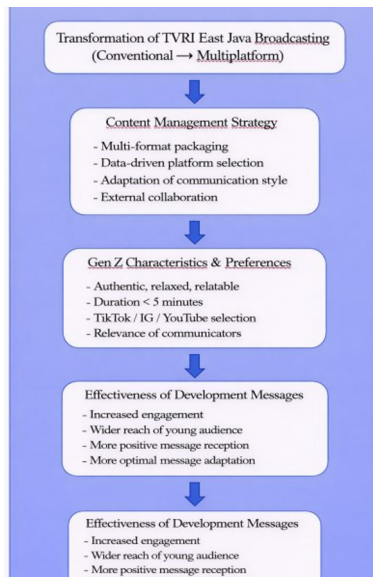 Transformation of TVRI East Java Broadcasting
(Conventional → Multiplatform)
Content Management Strategy
- Multi-format packaging
- Data-driven platform selection
- Adaptation of communication style
- External collaboration
Gen Z Characteristics & Preferences
- Authentic, relaxed, relatable
- Duration < 5 minutes
- TikTok / IG / YouTube selection
- Relevance of communicators
Effectiveness of Development Messages
- Increased engagement
- Wider reach of young audience
- More positive message reception
- More optimal message adaptation
Effectiveness of Development Messages
- Increased engagement
- Wider reach of young audience
- More positive message reception